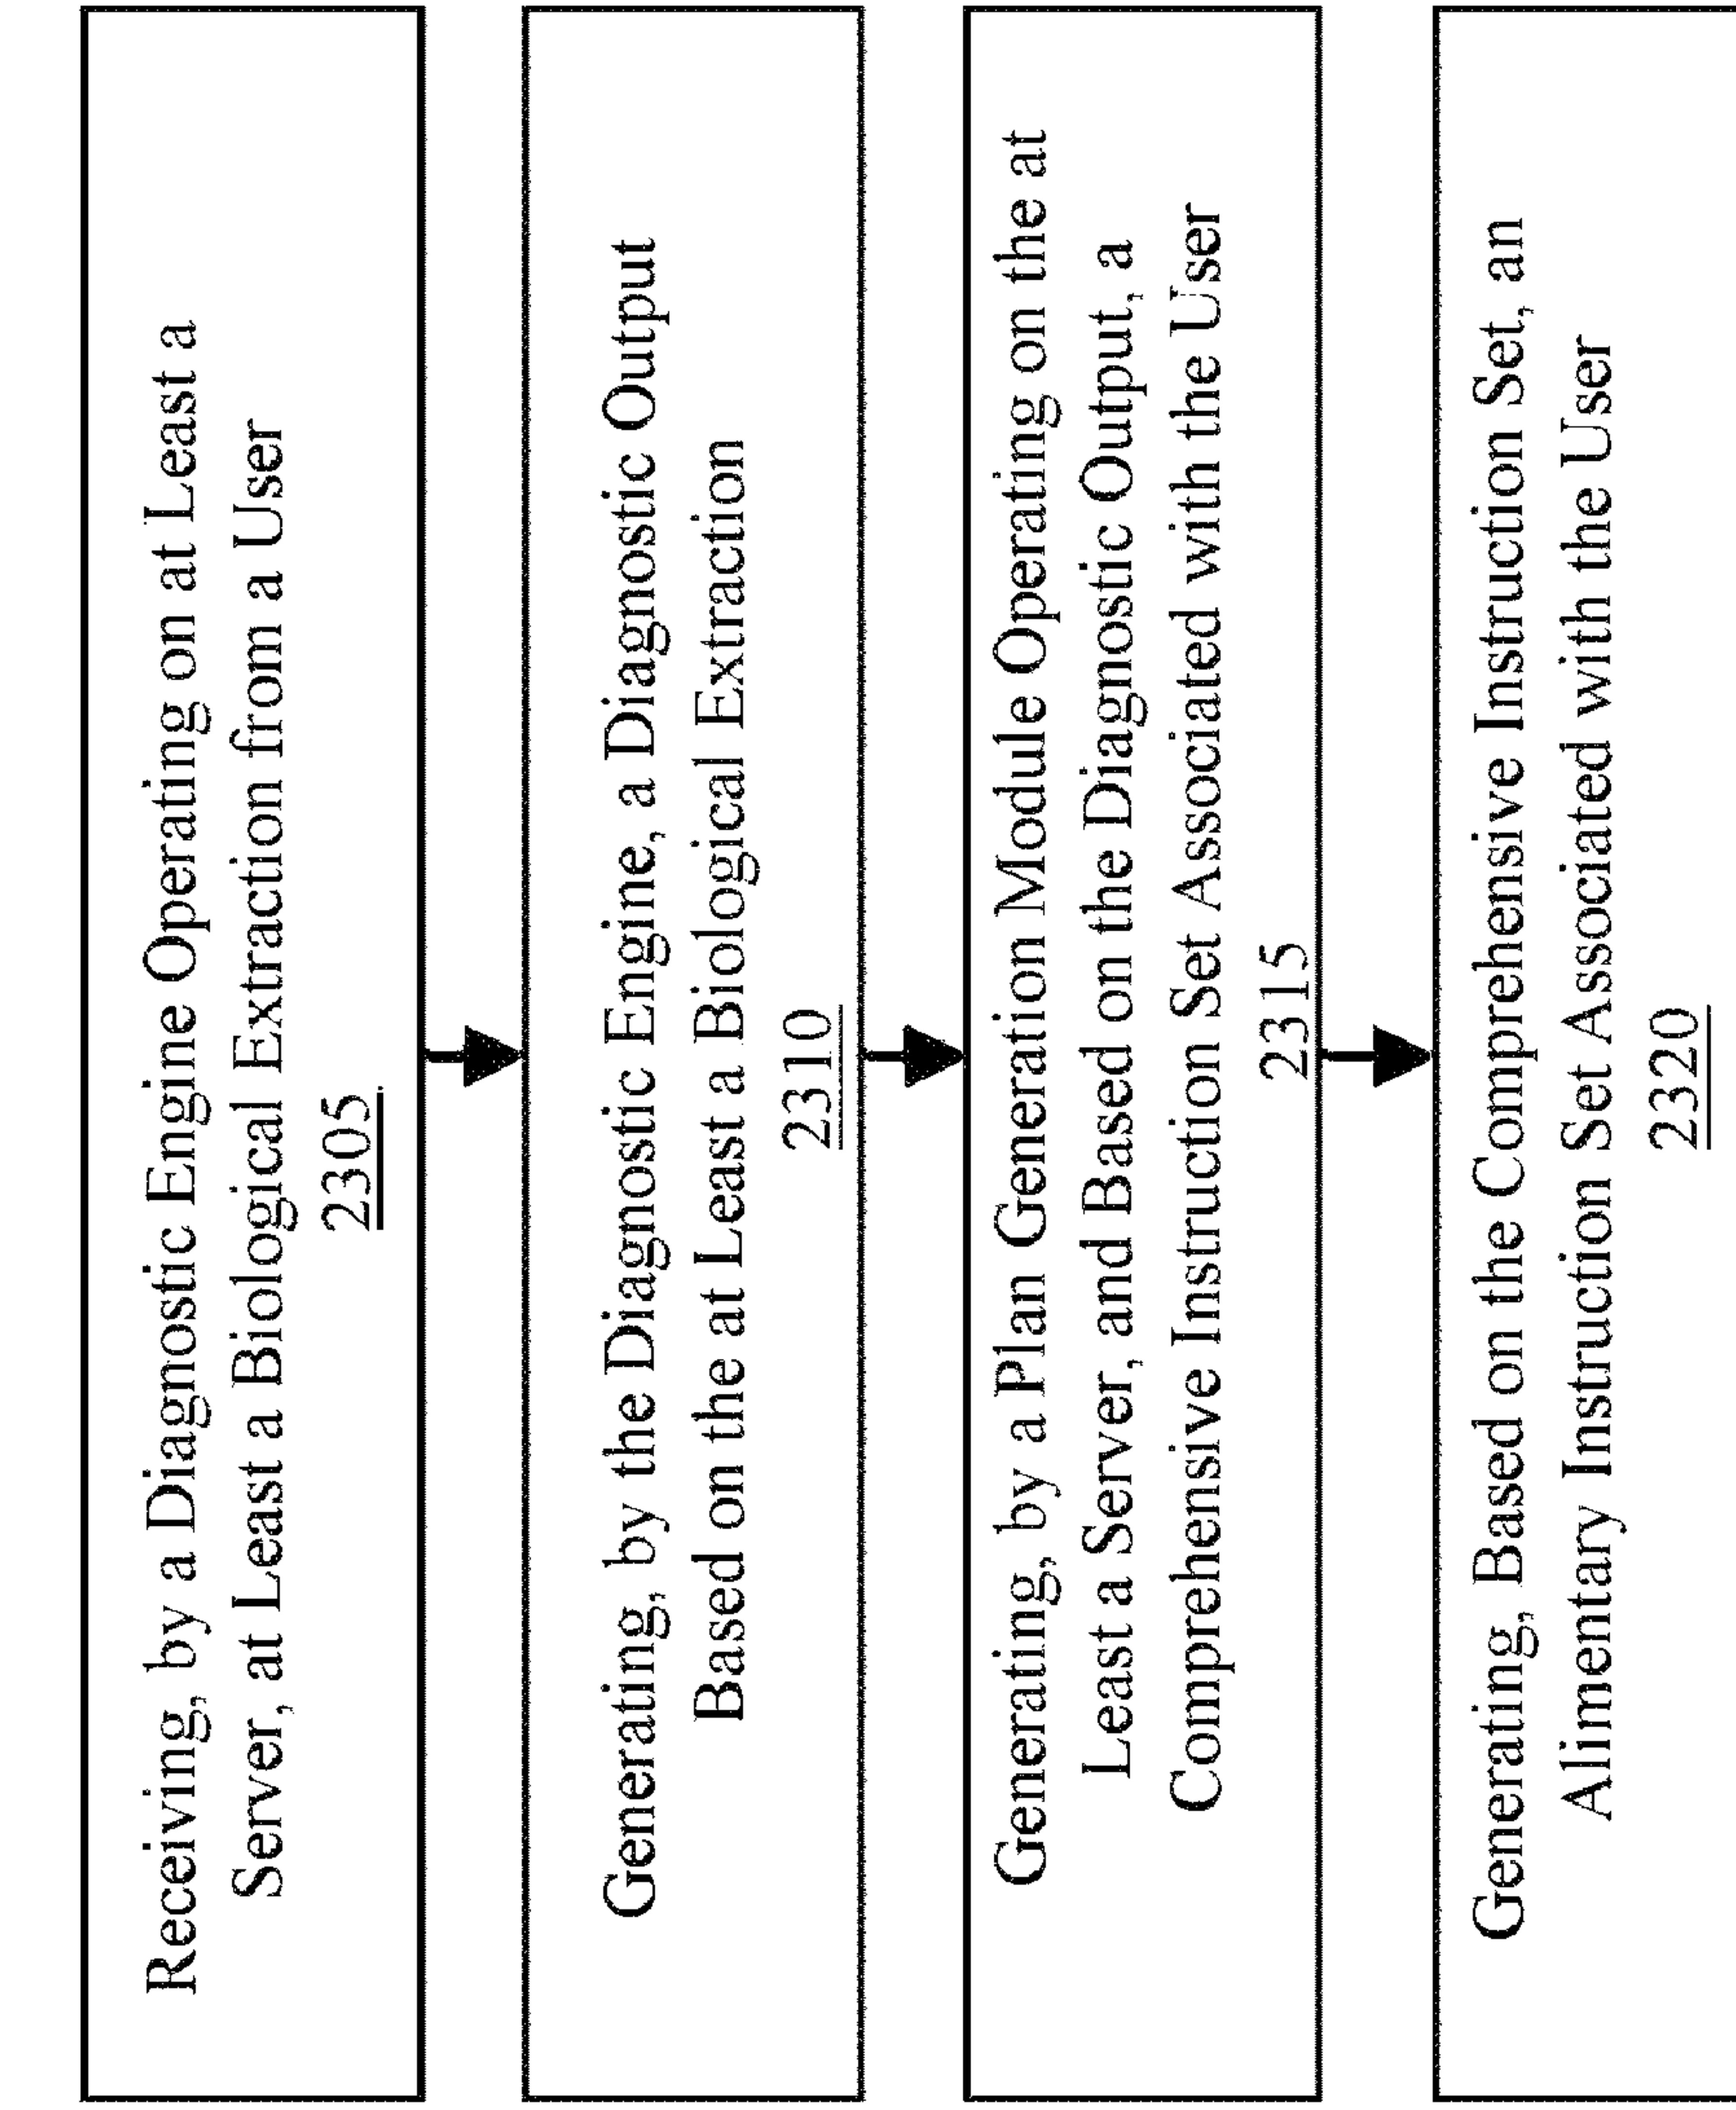 Receiving, by a Diagnostic Engine Operating on at Least a
Server, at Least a Biological Extraction from a User
2305
Generating, by the Diagnostic Engine, a Diagnostic Output
Based on the at Least a Biological Extraction
2310
Generating, by a Plan Generation Module Operating on the at
Least a Server, and Based on the Diagnostic Output, a
Comprehensive Instruction Set Associated with the User
2315
Generating, Based on the Comprehensive Instruction Set, an
Alimentary Instruction Set Associated with the User
2320